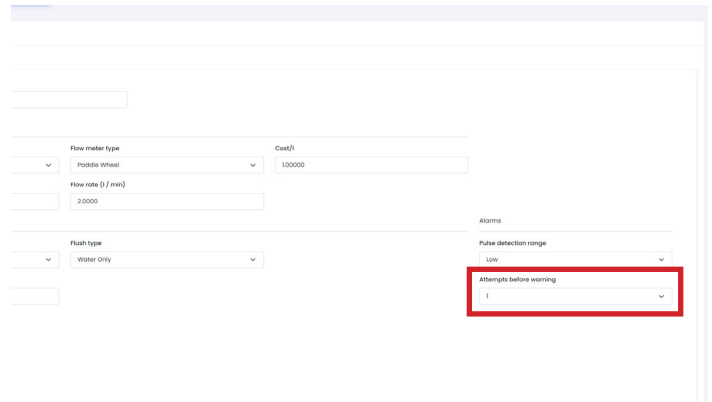 Flow meter type
Cost/l
Paddle Wheel
1.00000
Flow rate (l / min)
2.0000
Alarms
Flush type
Pulse detection range
Water Only
Low
Attempts before warning
1